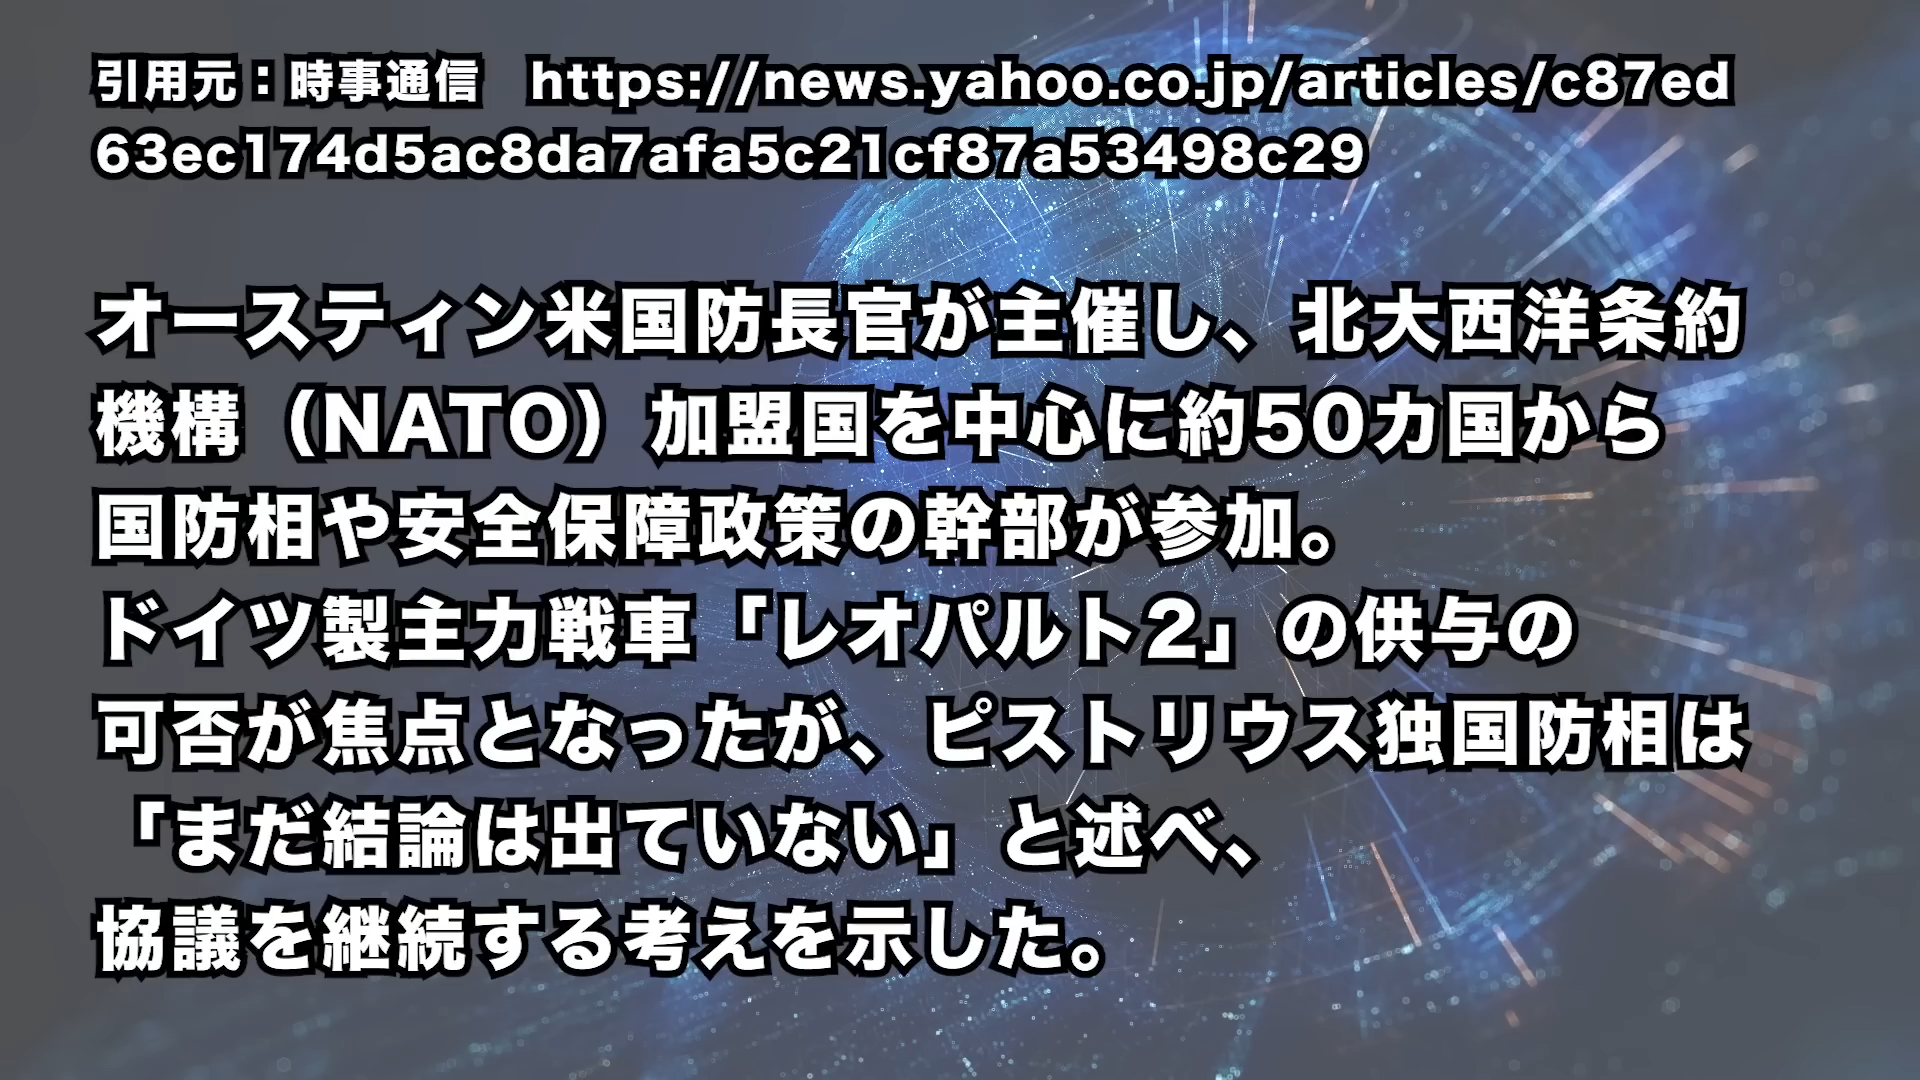 引用元：時事通信　https://news.yahoo.co.jp/articles/c87ed
63ec174d5ac8da7afa5c21cf87a53498c29
オースティン米国防長官が主催し、北大西洋条約
機構（NATO）加盟国を中心に約50カ国から
国防相や安全保障政策の幹部が参加。
ドイツ製主力戦車「レオパルト2」の供与の
可否が焦点となったが、ピストリウス独国防相は
「まだ結論は出ていない」と述べ、
協議を継続する考えを示した。